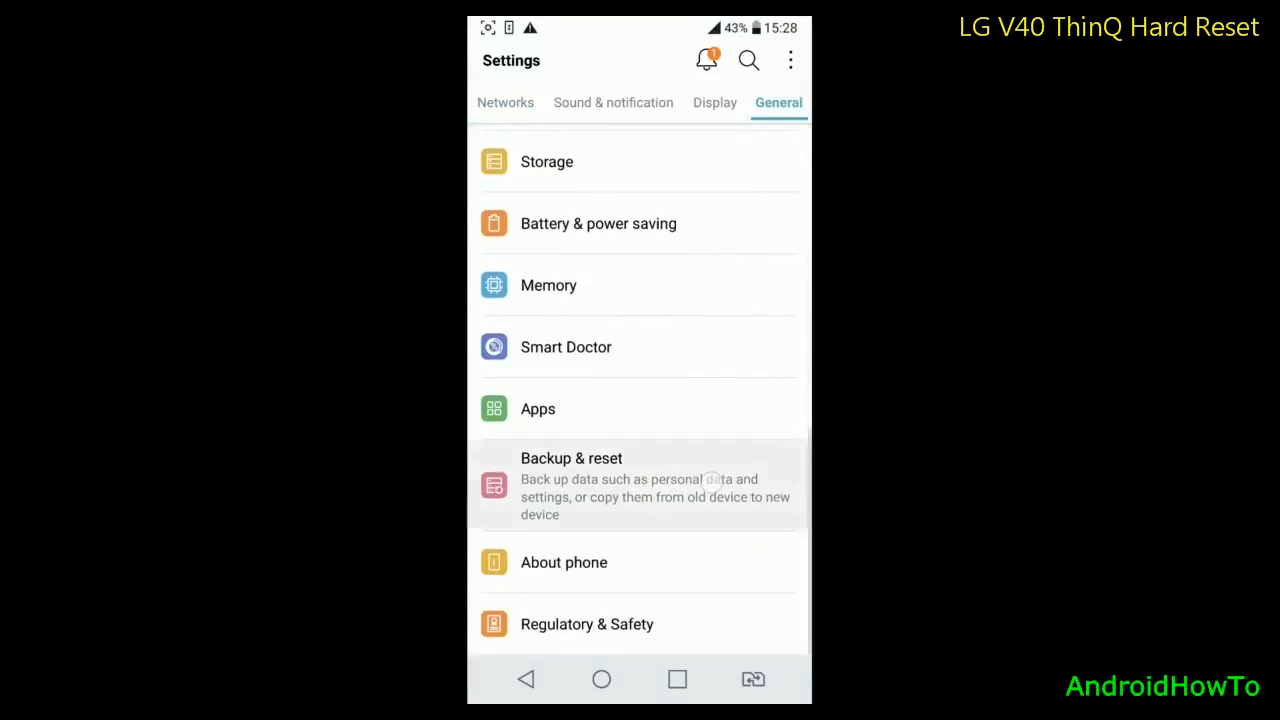 LG V40 ThinQ Hard Reset
43% 15:28
Settings
1
Networks Sound & notification Display General
Storage
Battery & power saving
Memory
Smart Doctor
Apps
Backup & reset
Back up data such as personal data and
settings, or copy them from old device to new
device
About phone
Regulatory & Safety
AndroidHowTo